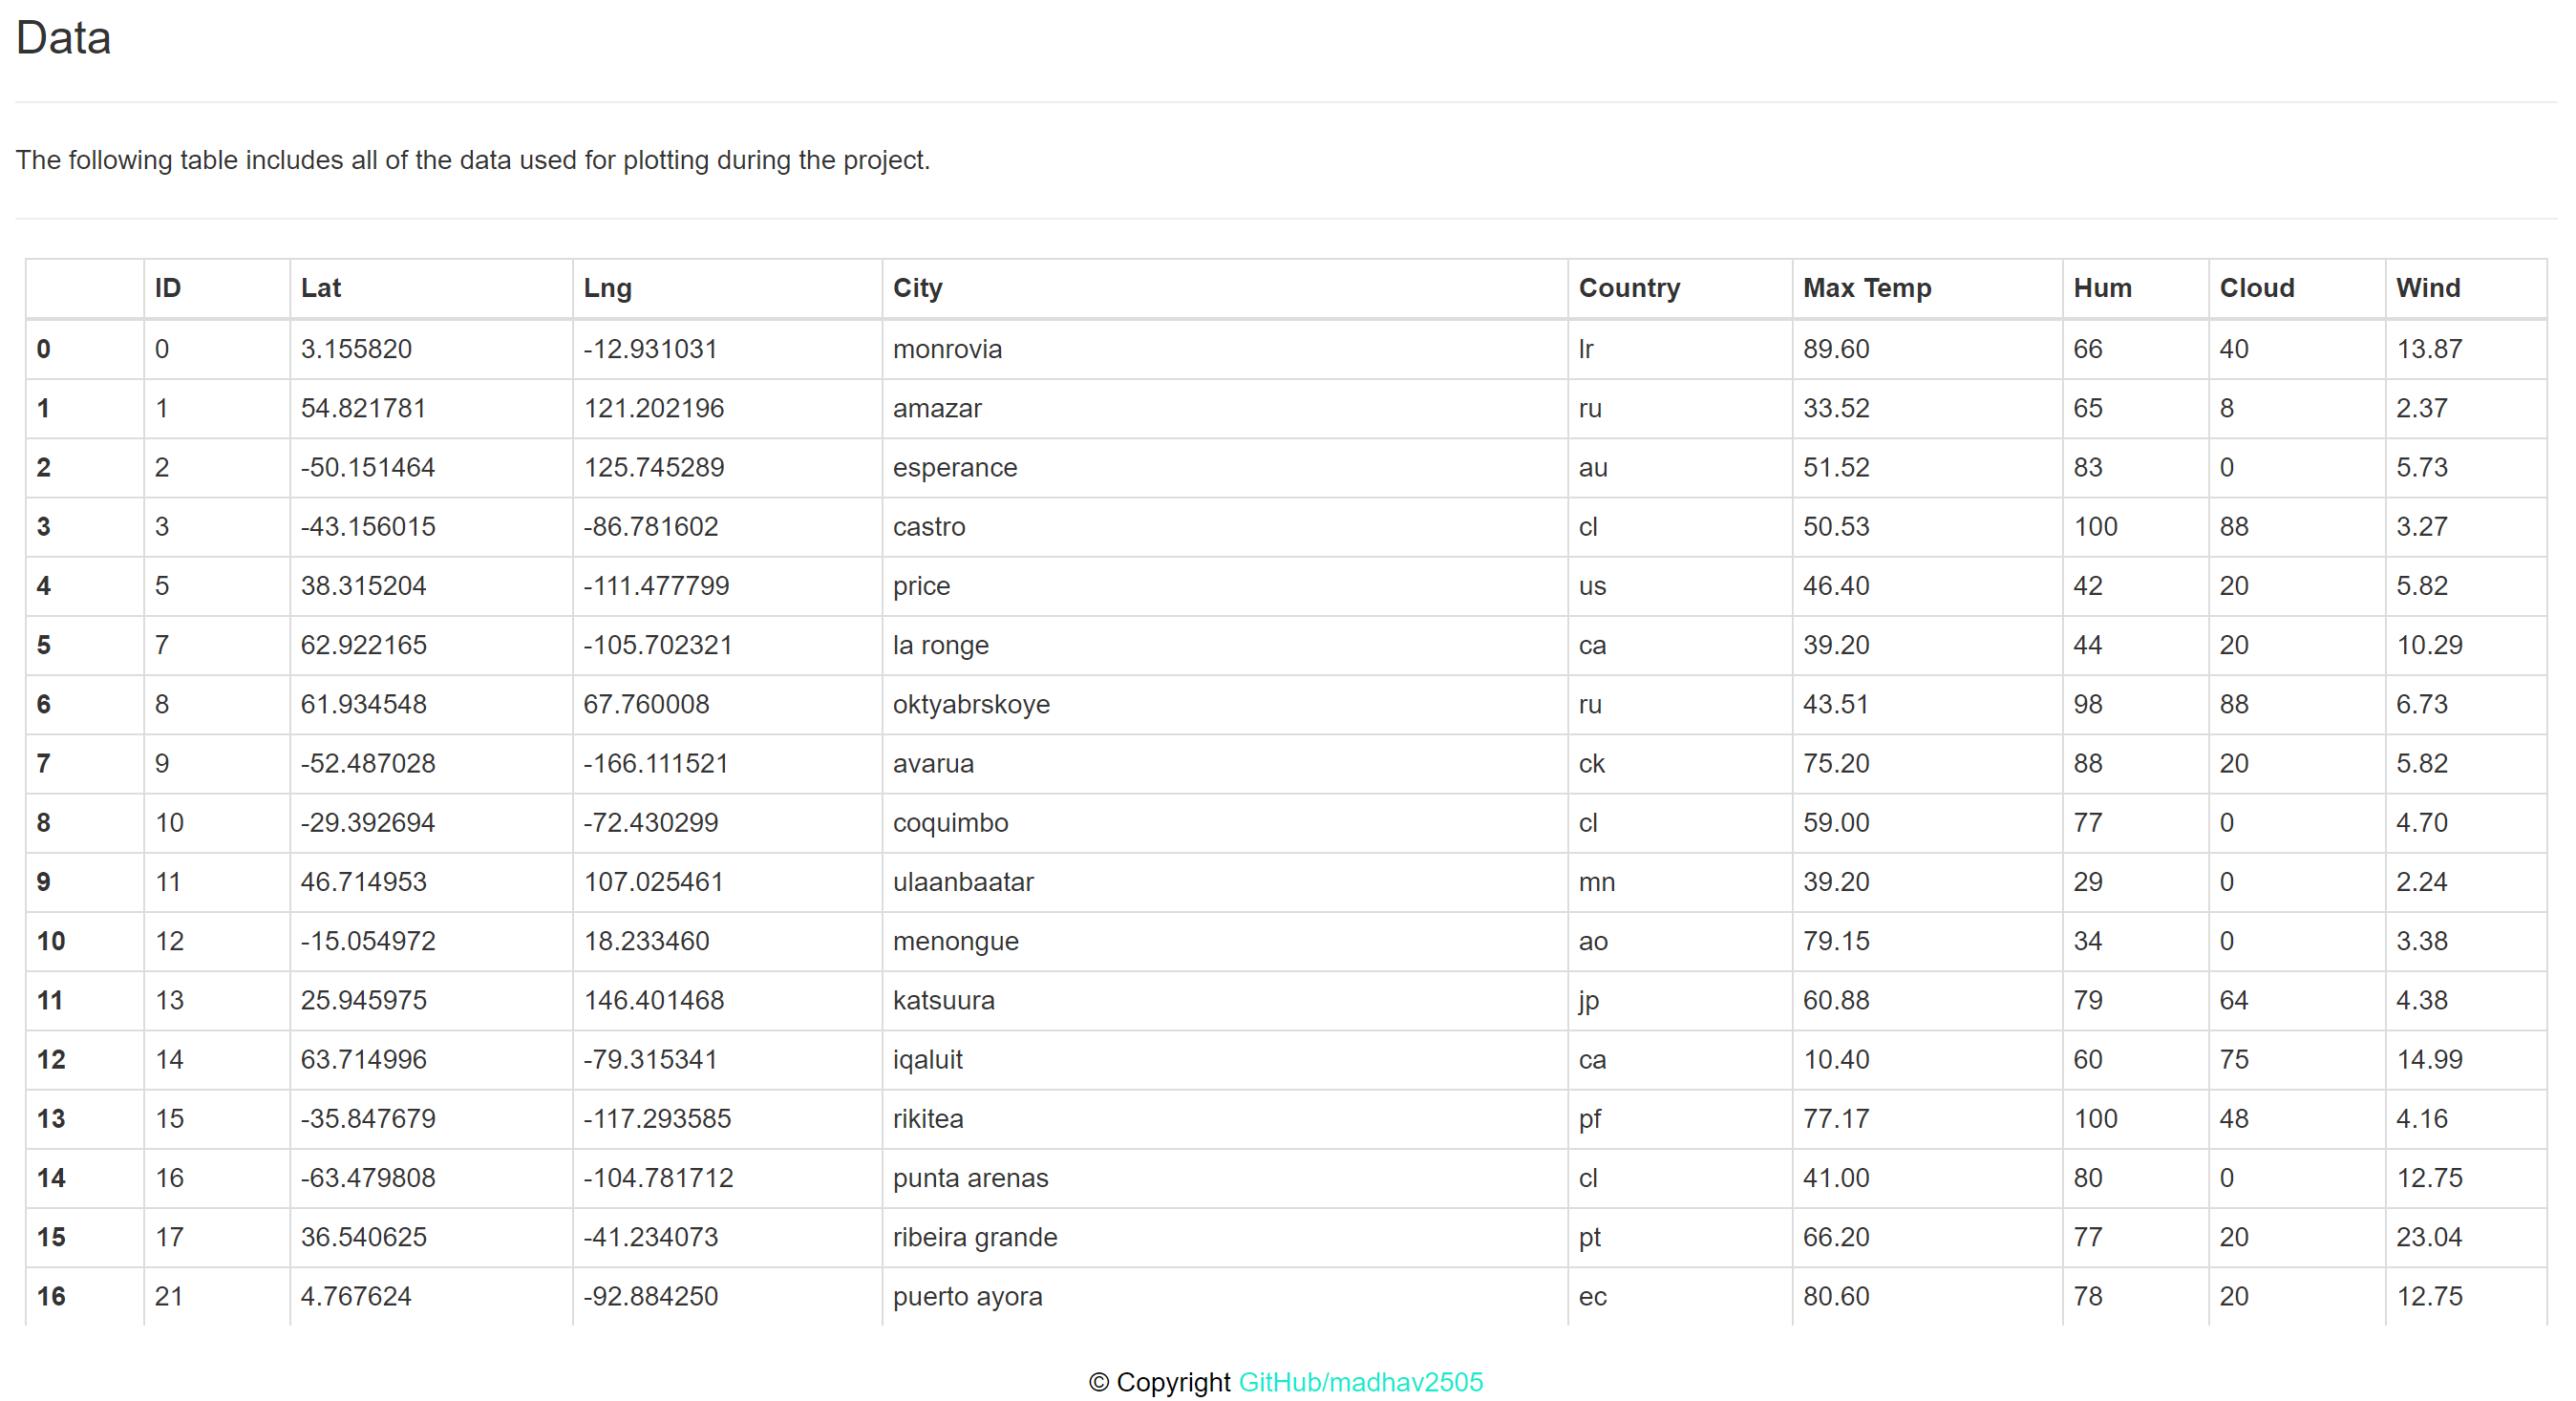 Data
The following table includes all of the data used for plotting during the project.
ID Lat Lng City Country Max Temp Hum Cloud Wind
0 0 3.155820 -12.931031 monrovia lr 89.60 66 40 13.87
1 1 54.821781 121.202196 amazar ru 33.52 65 8 2.37
2 2 -50.151464 125.745289 esperance au 51.52 83 0 5.73
3 3 -43.156015 -86.781602 castro cl 50.53 100 88 3.27
4 5 38.315204 -111.477799 price us 46.40 42 20 5.82
5 7 62.922165 -105.702321 la ronge ca 39.20 44 20 10.29
6 8 61.934548 67.760008 oktyabrskoye ru 43.51 98 88 6.73
7 9 -52.487028 -166.111521 avarua ck 75.20 88 20 5.82
8 10 -29.392694 -72.430299 coquimbo cl 59.00 77 0 4.70
9 11 46.714953 107.025461 ulaanbaatar mn 39.20 29 0 2.24
10 12 -15.054972 18.233460 menongue ao 79.15 34 0 3.38
11 13 25.945975 146.401468 katsuura jp 60.88 79 64 4.38
12 14 63.714996 -79.315341 iqaluit ca 10.40 60 75 14.99
13 15 -35.847679 -117.293585 rikitea pf 77.17 100 48 4.16
14 16 -63.479808 -104.781712 punta arenas cl 41.00 80 0 12.75
15 17 36.540625 -41.234073 ribeira grande pt 66.20 77 20 23.04
16 21 4.767624 -92.884250 puerto ayora ec 80.60 78 20 12.75
© Copyright GitHub/madhav2505